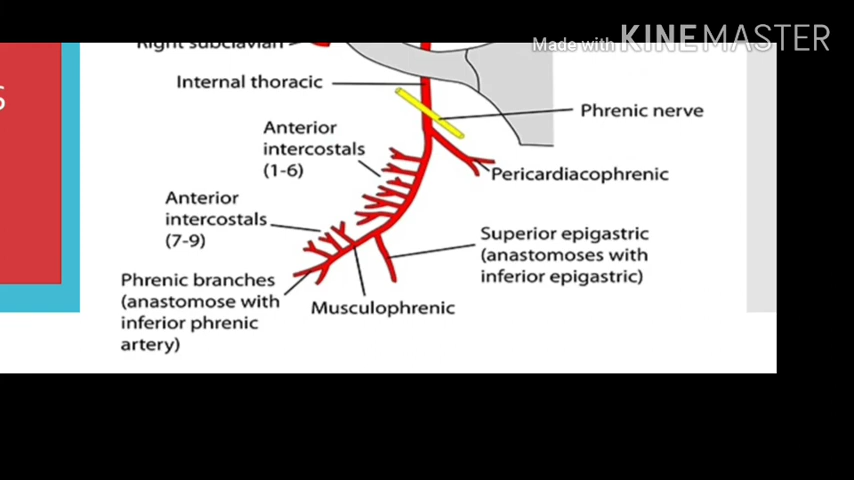 Made with KINEMASTER
Right subclavian
S
Internal thoracic
Phrenic nerve
Anterior
intercostals
(1-6)
Pericardiacophrenic
Anterior
intercostals
(7-9)
Superior epigastric
(anastomoses with
inferior epigastric)
Phrenic branches
(anastomose with
inferior phrenic
artery)
Musculophrenic